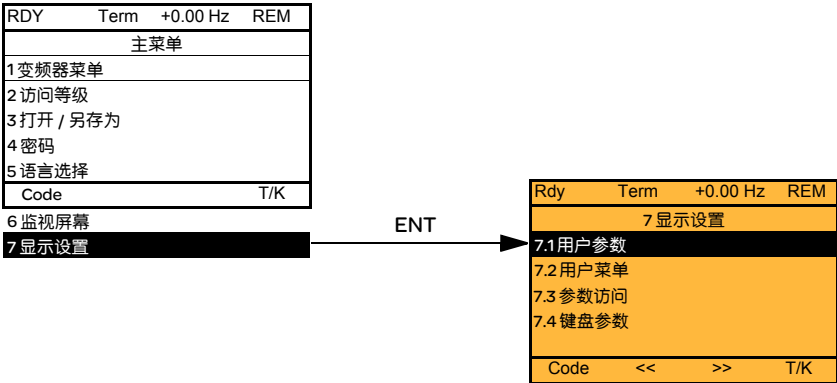 RDY Term +0.00 Hz REM
主菜单
1 变频器菜单
2 访问等级
3 打开 / 另存为
4 密码
5 语言选择
Code T/K
6 监视屏幕
7 显示设置
ENT
Rdy Term +0.00 Hz REM
7 显示设置
7.1用户参数
7.2 用户菜单
7.3 参数访问
7.4 键盘参数
Code << >> T/K